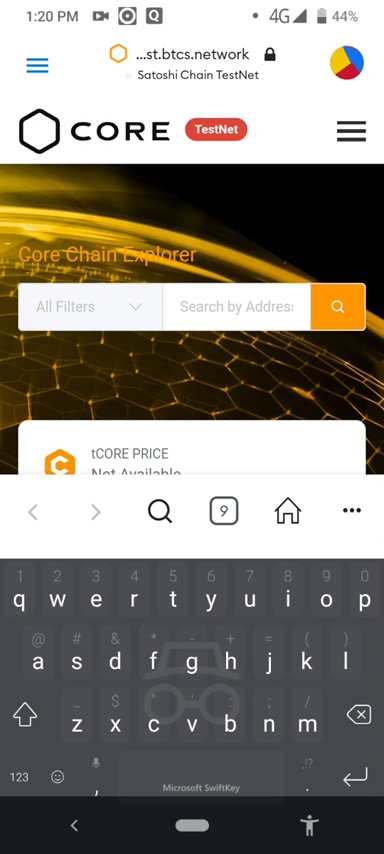 1:20 PM 4G 44%
...st.btcs.network
Satoshi Chain TestNet
CORE TestNet
Core Chain Explorer
All Filters Search by Addres
tCORE PRICE
Not Available
9
1 2 3 4 5 6 7 8 9 0
q w e r t y u i o p
@ # & * - + = ( )
a s d f g h j k l
_ $ " ' : ; /
z x c v b n m
123 , Microsoft SwiftKey ,!? .